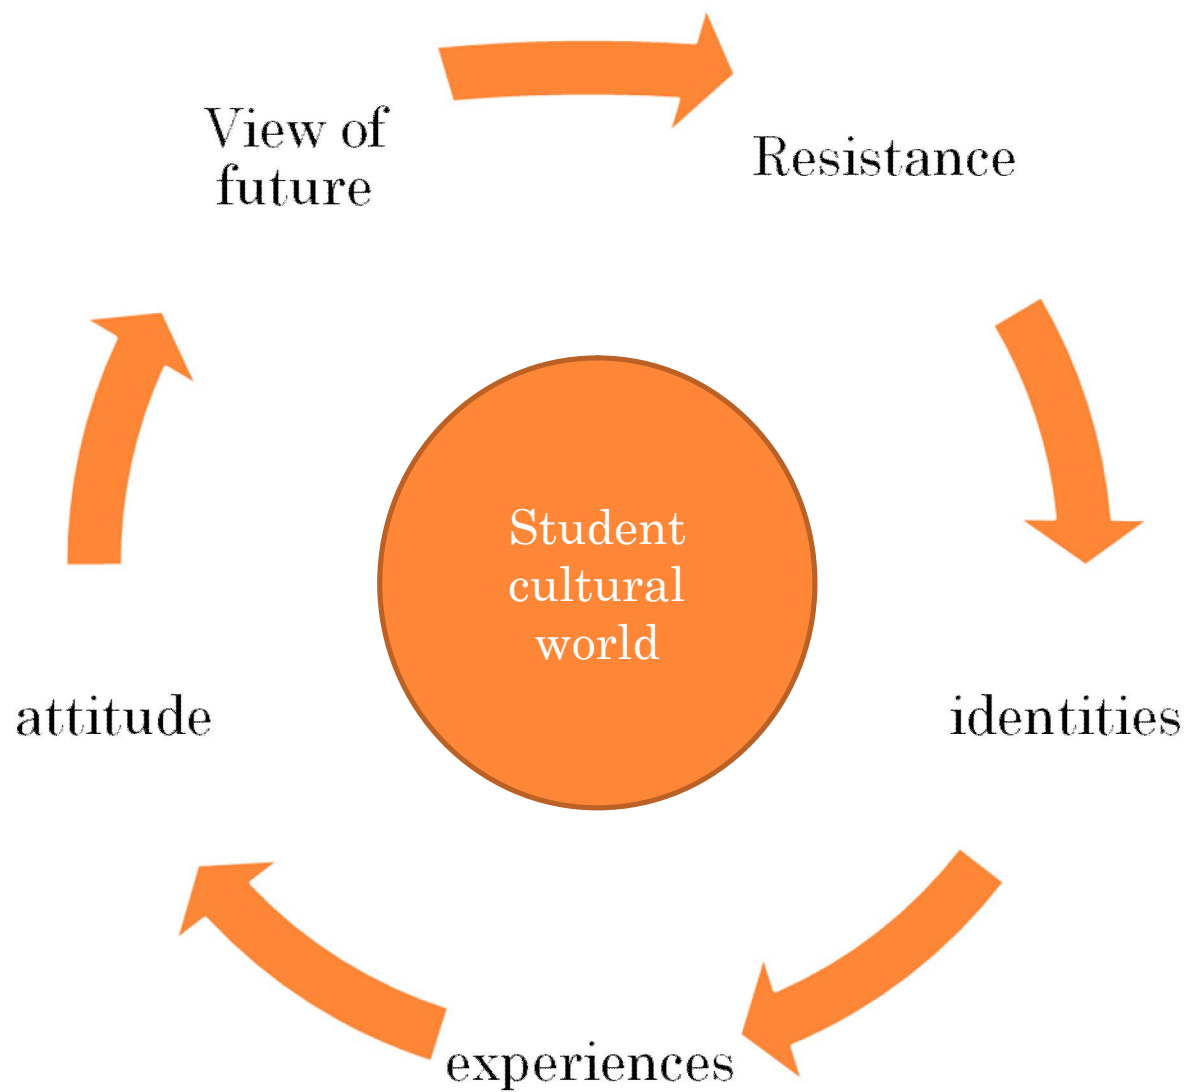 View of
future
Resistance
Student
cultural
world
attitude
identities
experiences